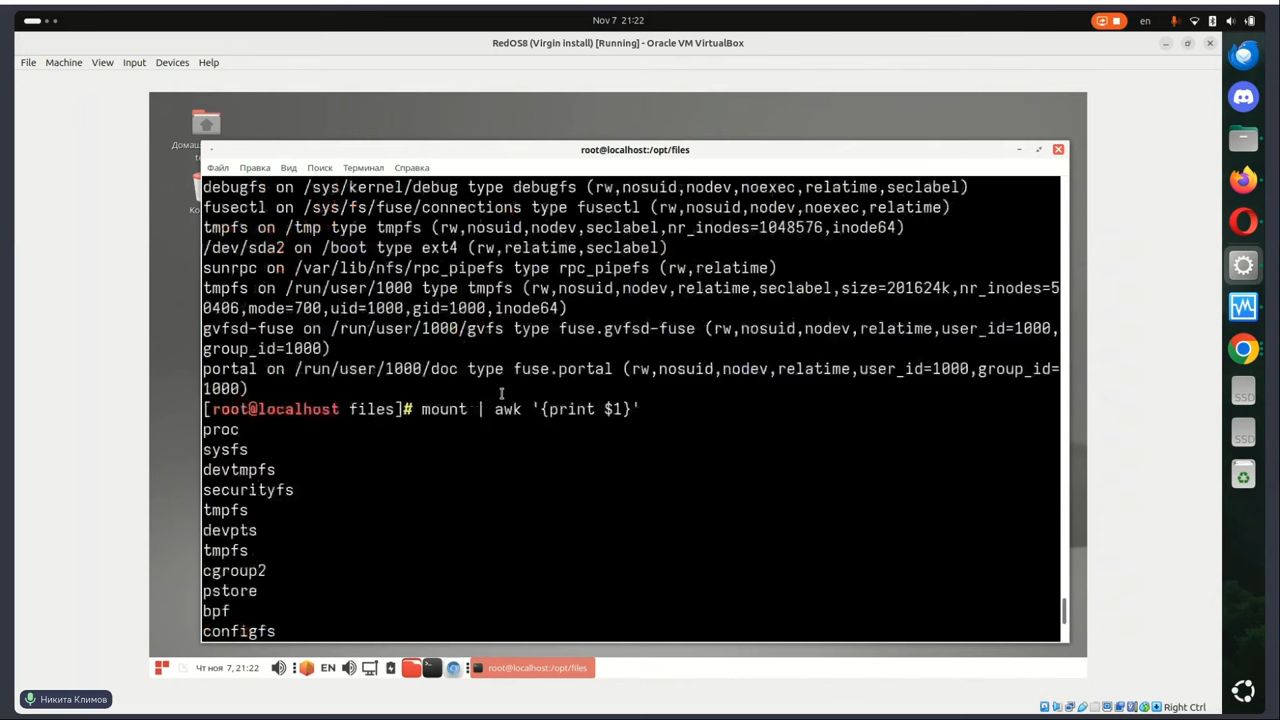 Nov 7 21:22
en
RedOS8 (Virgin install) [Running] - Oracle VM VirtualBox
File Machine View Input Devices Help
Домаш
root@localhost:/opt/files
Файл Правка Вид Поиск Терминал Справка
debugfs on /sys/kernel/debug type debugfs (rw,nosuid,nodev,noexec,relatime,seclabel)
fusectl on /sys/fs/fuse/connections type fusectl (rw,nosuid,nodev,noexec,relatime)
tmpfs on /tmp type tmpfs (rw,nosuid,nodev,seclabel,nr_inodes=1048576,inode64)
/dev/sda2 on /boot type ext4 (rw,relatime,seclabel)
sunrpc on /var/lib/nfs/rpc_pipefs type rpc_pipefs (rw,relatime)
tmpfs on /run/user/1000 type tmpfs (rw,nosuid,nodev,relatime,seclabel,size=201624k,nr_inodes=5
0406,mode=700,uid=1000,gid=1000,inode64)
gvfsd-fuse on /run/user/1000/gvfs type fuse.gvfsd-fuse (rw,nosuid,nodev,relatime,user_id=1000,
group_id=1000)
portal on /run/user/1000/doc type fuse.portal (rw,nosuid,nodev,relatime,user_id=1000,group_id=
1000)
[root@localhost files]# mount | awk '{print $1}'
proc
sysfs
devtmpfs
securityfs
tmpfs
devpts
tmpfs
cgroup2
pstore
bpf
configfs
Чт ноя 7, 21:22
EN
root@localhost:/opt/files
Никита Климов
Right Ctrl